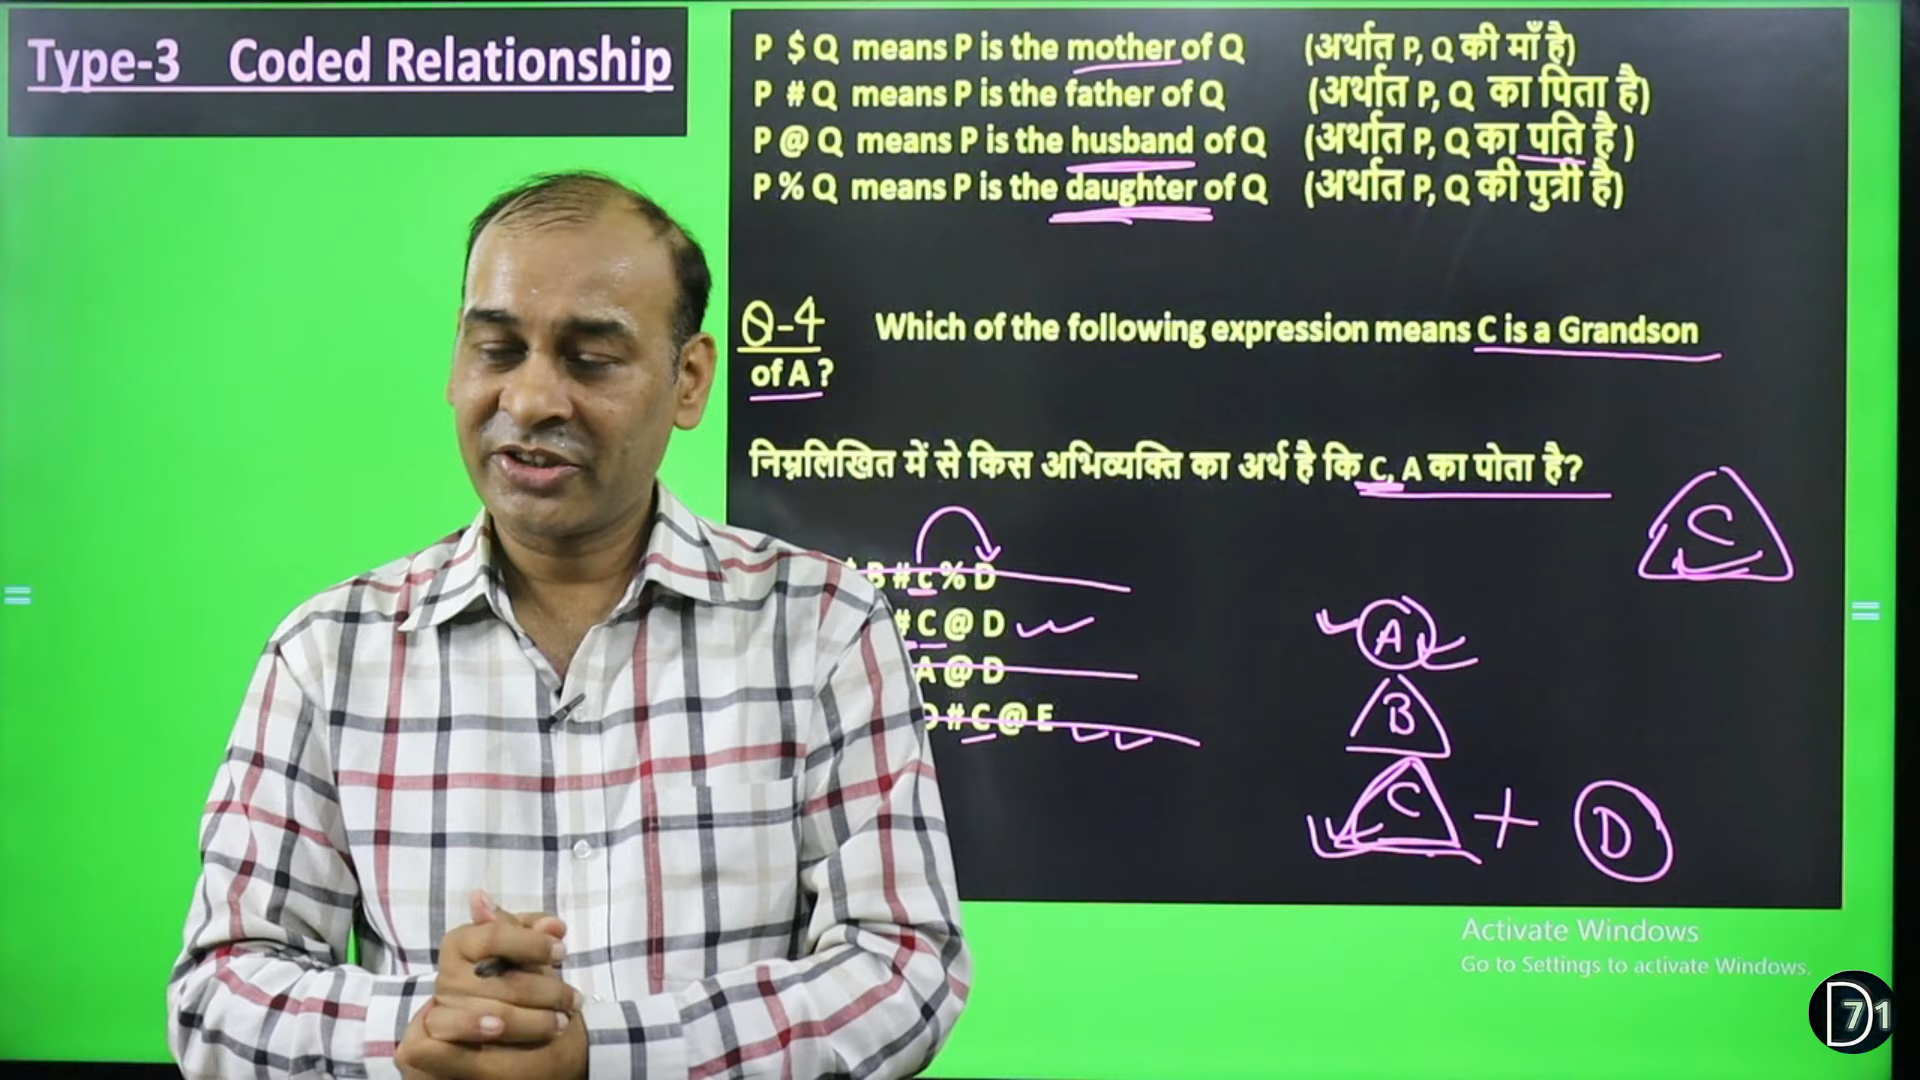 Type-3 Coded Relationship
P $ Q means P is the mother of Q (अर्थात P, Q की माँ है)
P # Q means P is the father of Q (अर्थात P, Q का पिता है)
P @ Q means P is the husband of Q (अर्थात P, Q का पति है )
P % Q means P is the daughter of Q (अर्थात P, Q की पुत्री है)
Q-4 Which of the following expression means C is a Grandson
of A ?
निम्नलिखित में से किस अभिव्यक्ति का अर्थ है कि C, A का पोता है?
C
B # c % D
# C @ D
A @ D
# C @ E
A
B
C + D
Activate Windows
Go to Settings to activate Windows.
D 71